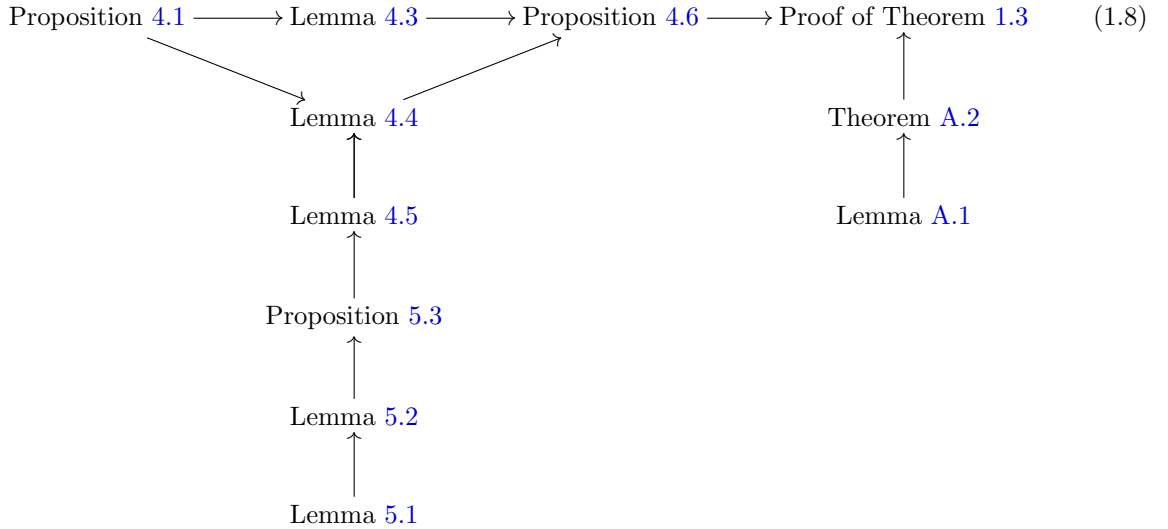 Proposition 4.1 Lemma 4.3 Proposition 4.6 Proof of Theorem 1.3 (1.8)
Lemma 4.4 Theorem A.2
Lemma 4.5 Lemma A.1
Proposition 5.3
Lemma 5.2
Lemma 5.1